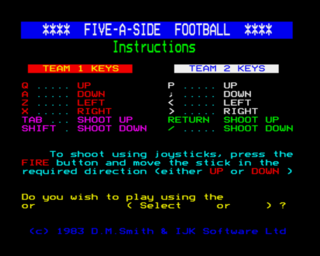 **** FIVE-A-SIDE FOOTBALL ****
Instructions
TEAM 1 KEYS TEAM 2 KEYS
Q ..... UP P ..... UP
A ..... DOWN ; ..... DOWN
Z ..... LEFT < ..... LEFT
X ..... RIGHT > ..... RIGHT
TAB .. SHOOT UP RETURN . SHOOT UP
SHIFT . SHOOT DOWN / ..... SHOOT DOWN
To shoot using joysticks, press the
FIRE button and move the stick in the
required direction (either UP or DOWN )
Do you wish to play using the
or ( Select or ) ?
(c) 1983 D M.Smith & IJK Software Ltd